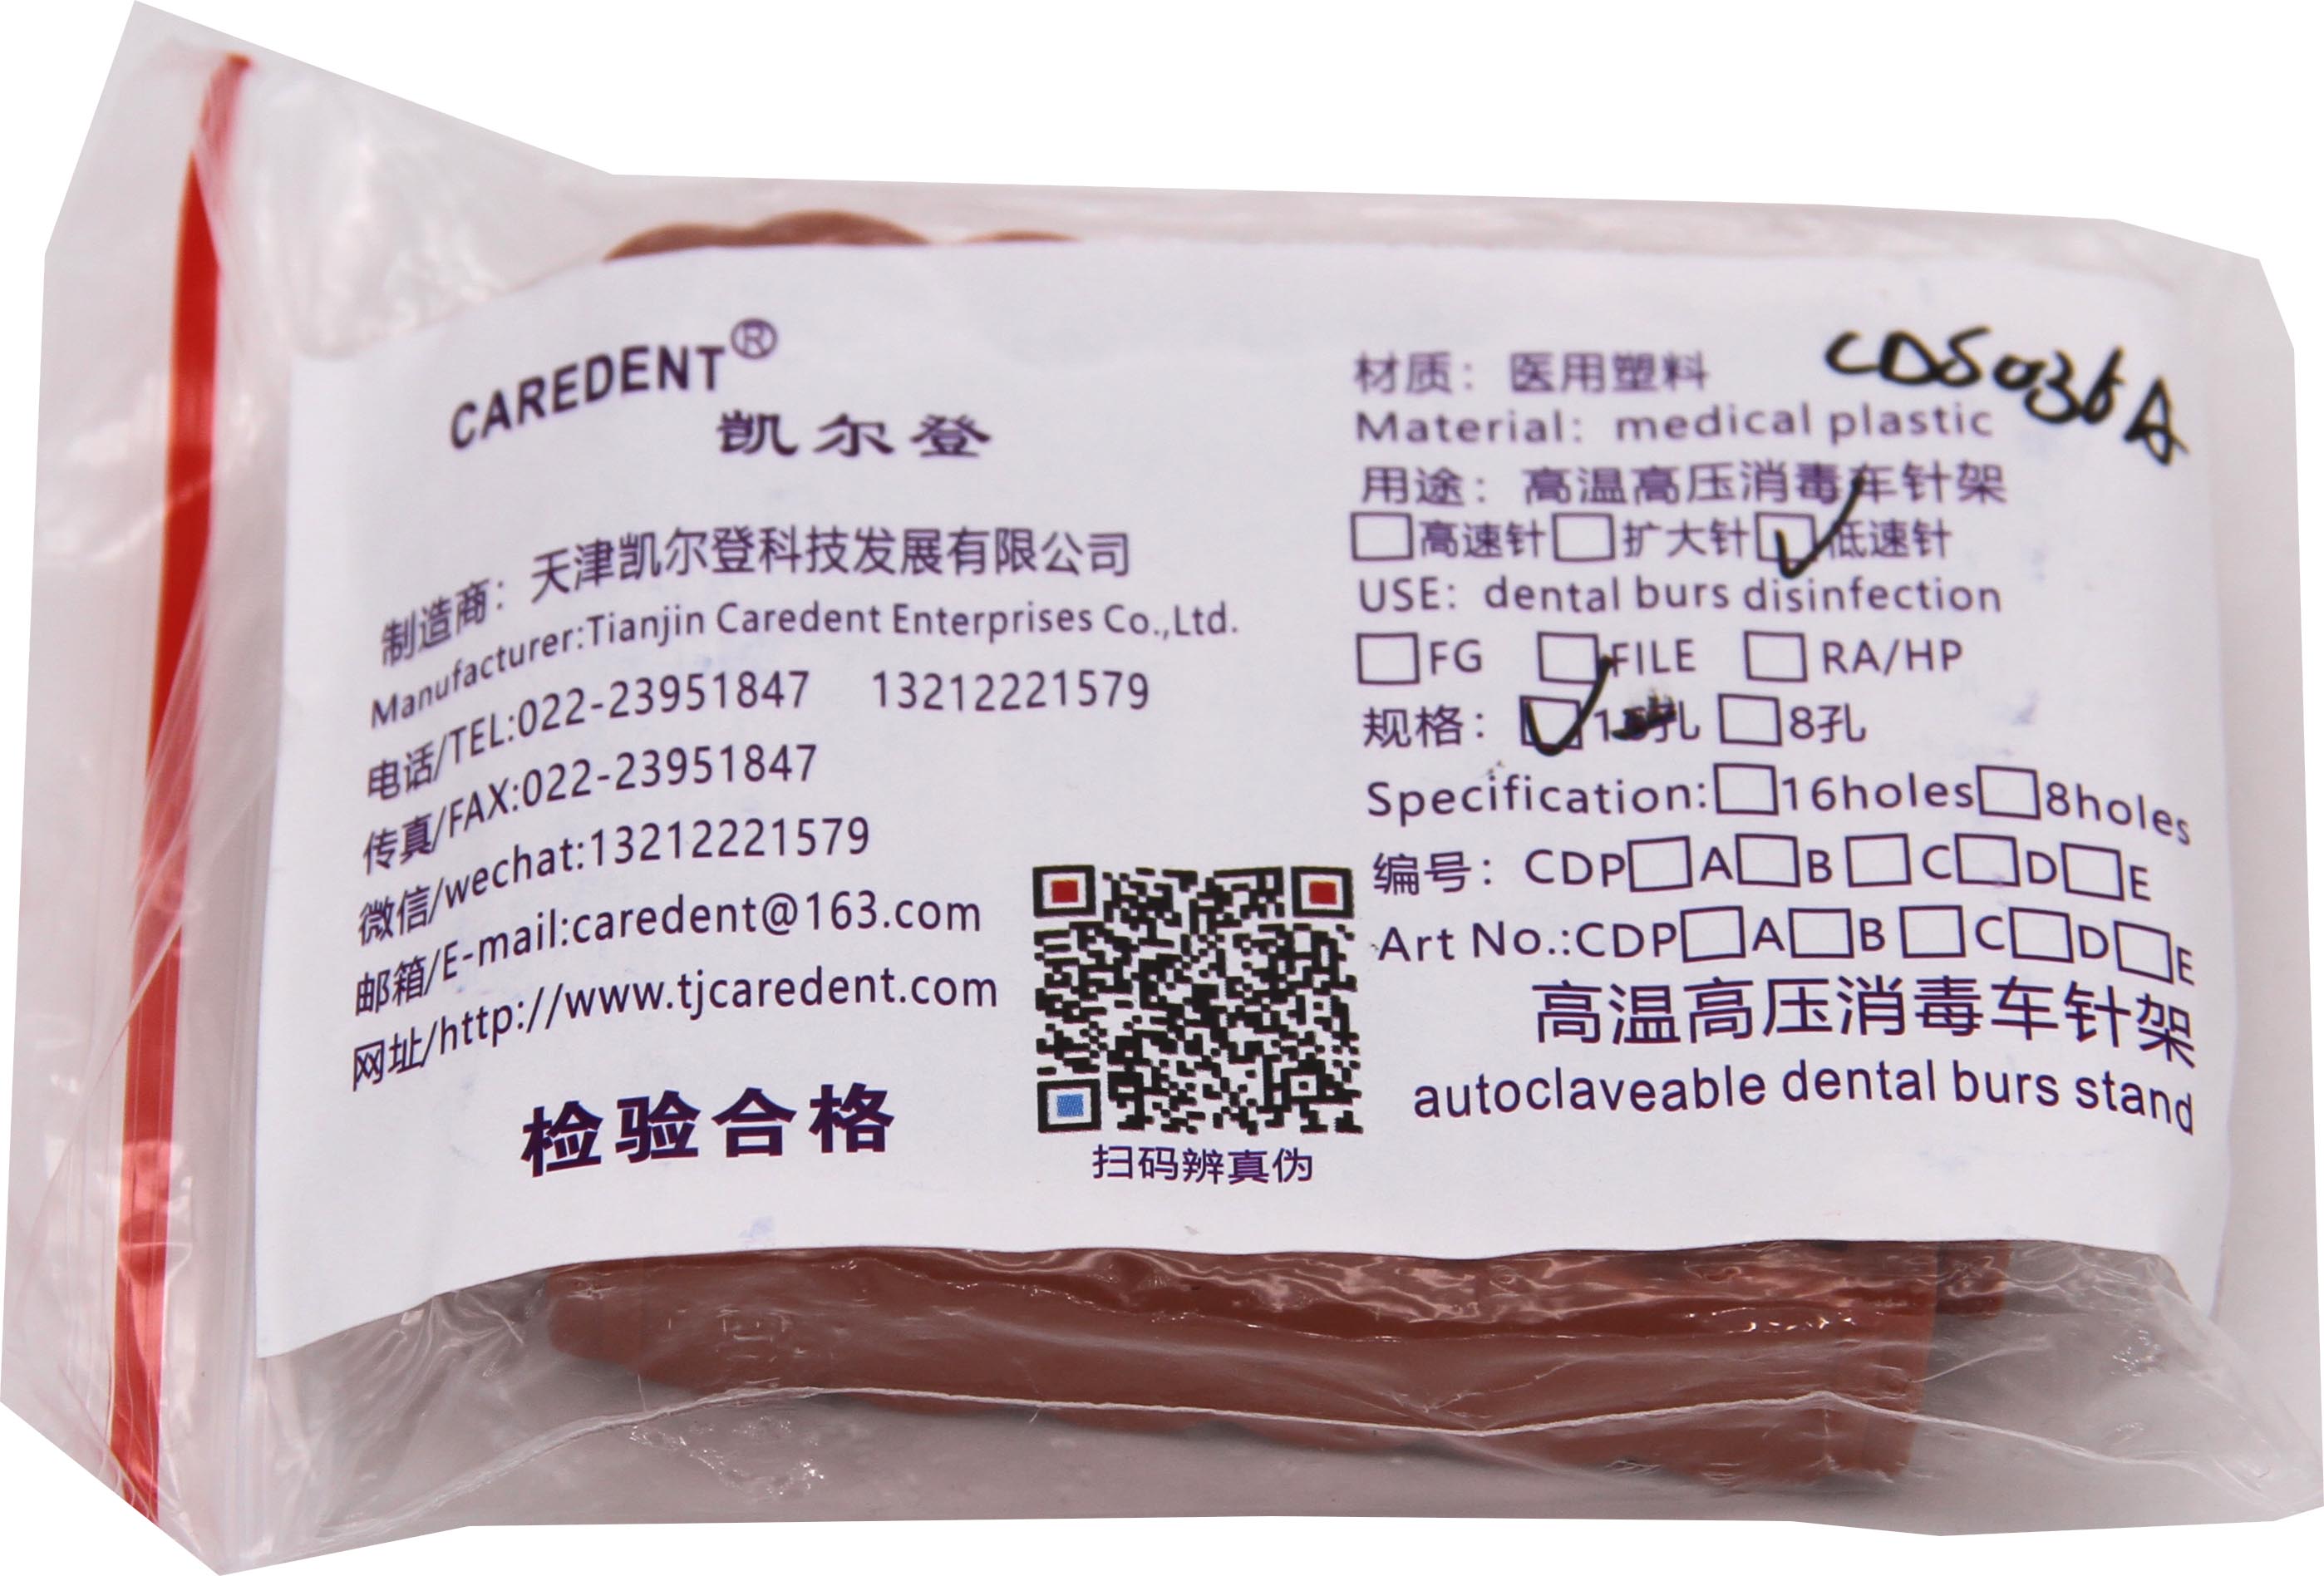 CAREDENT®
凯尔登
制造商：天津凯尔登科技发展有限公司
Manufacturer:Tianjin Caredent Enterprises Co.,Ltd.
电话/TEL:022-23951847 13212221579
传真/FAX:022-23951847
微信/wechat:13212221579
邮箱/E-mail:caredent@163.com
网址/http://www.tjcaredent.com
检验合格
扫码辨真伪
CDS036A
材质：医用塑料
Material: medical plastic
用途：高温高压消毒车针架
□高速针□扩大针☑低速针
USE: dental burs disinfection
□FG □FILE □RA/HP
规格：☑孔 □8孔
Specification:□16holes□8holes
编号：CDP□A□B□C□D□E
Art No.:CDP□A□B□C□D□E
高温高压消毒车针架
autoclaveable dental burs stand